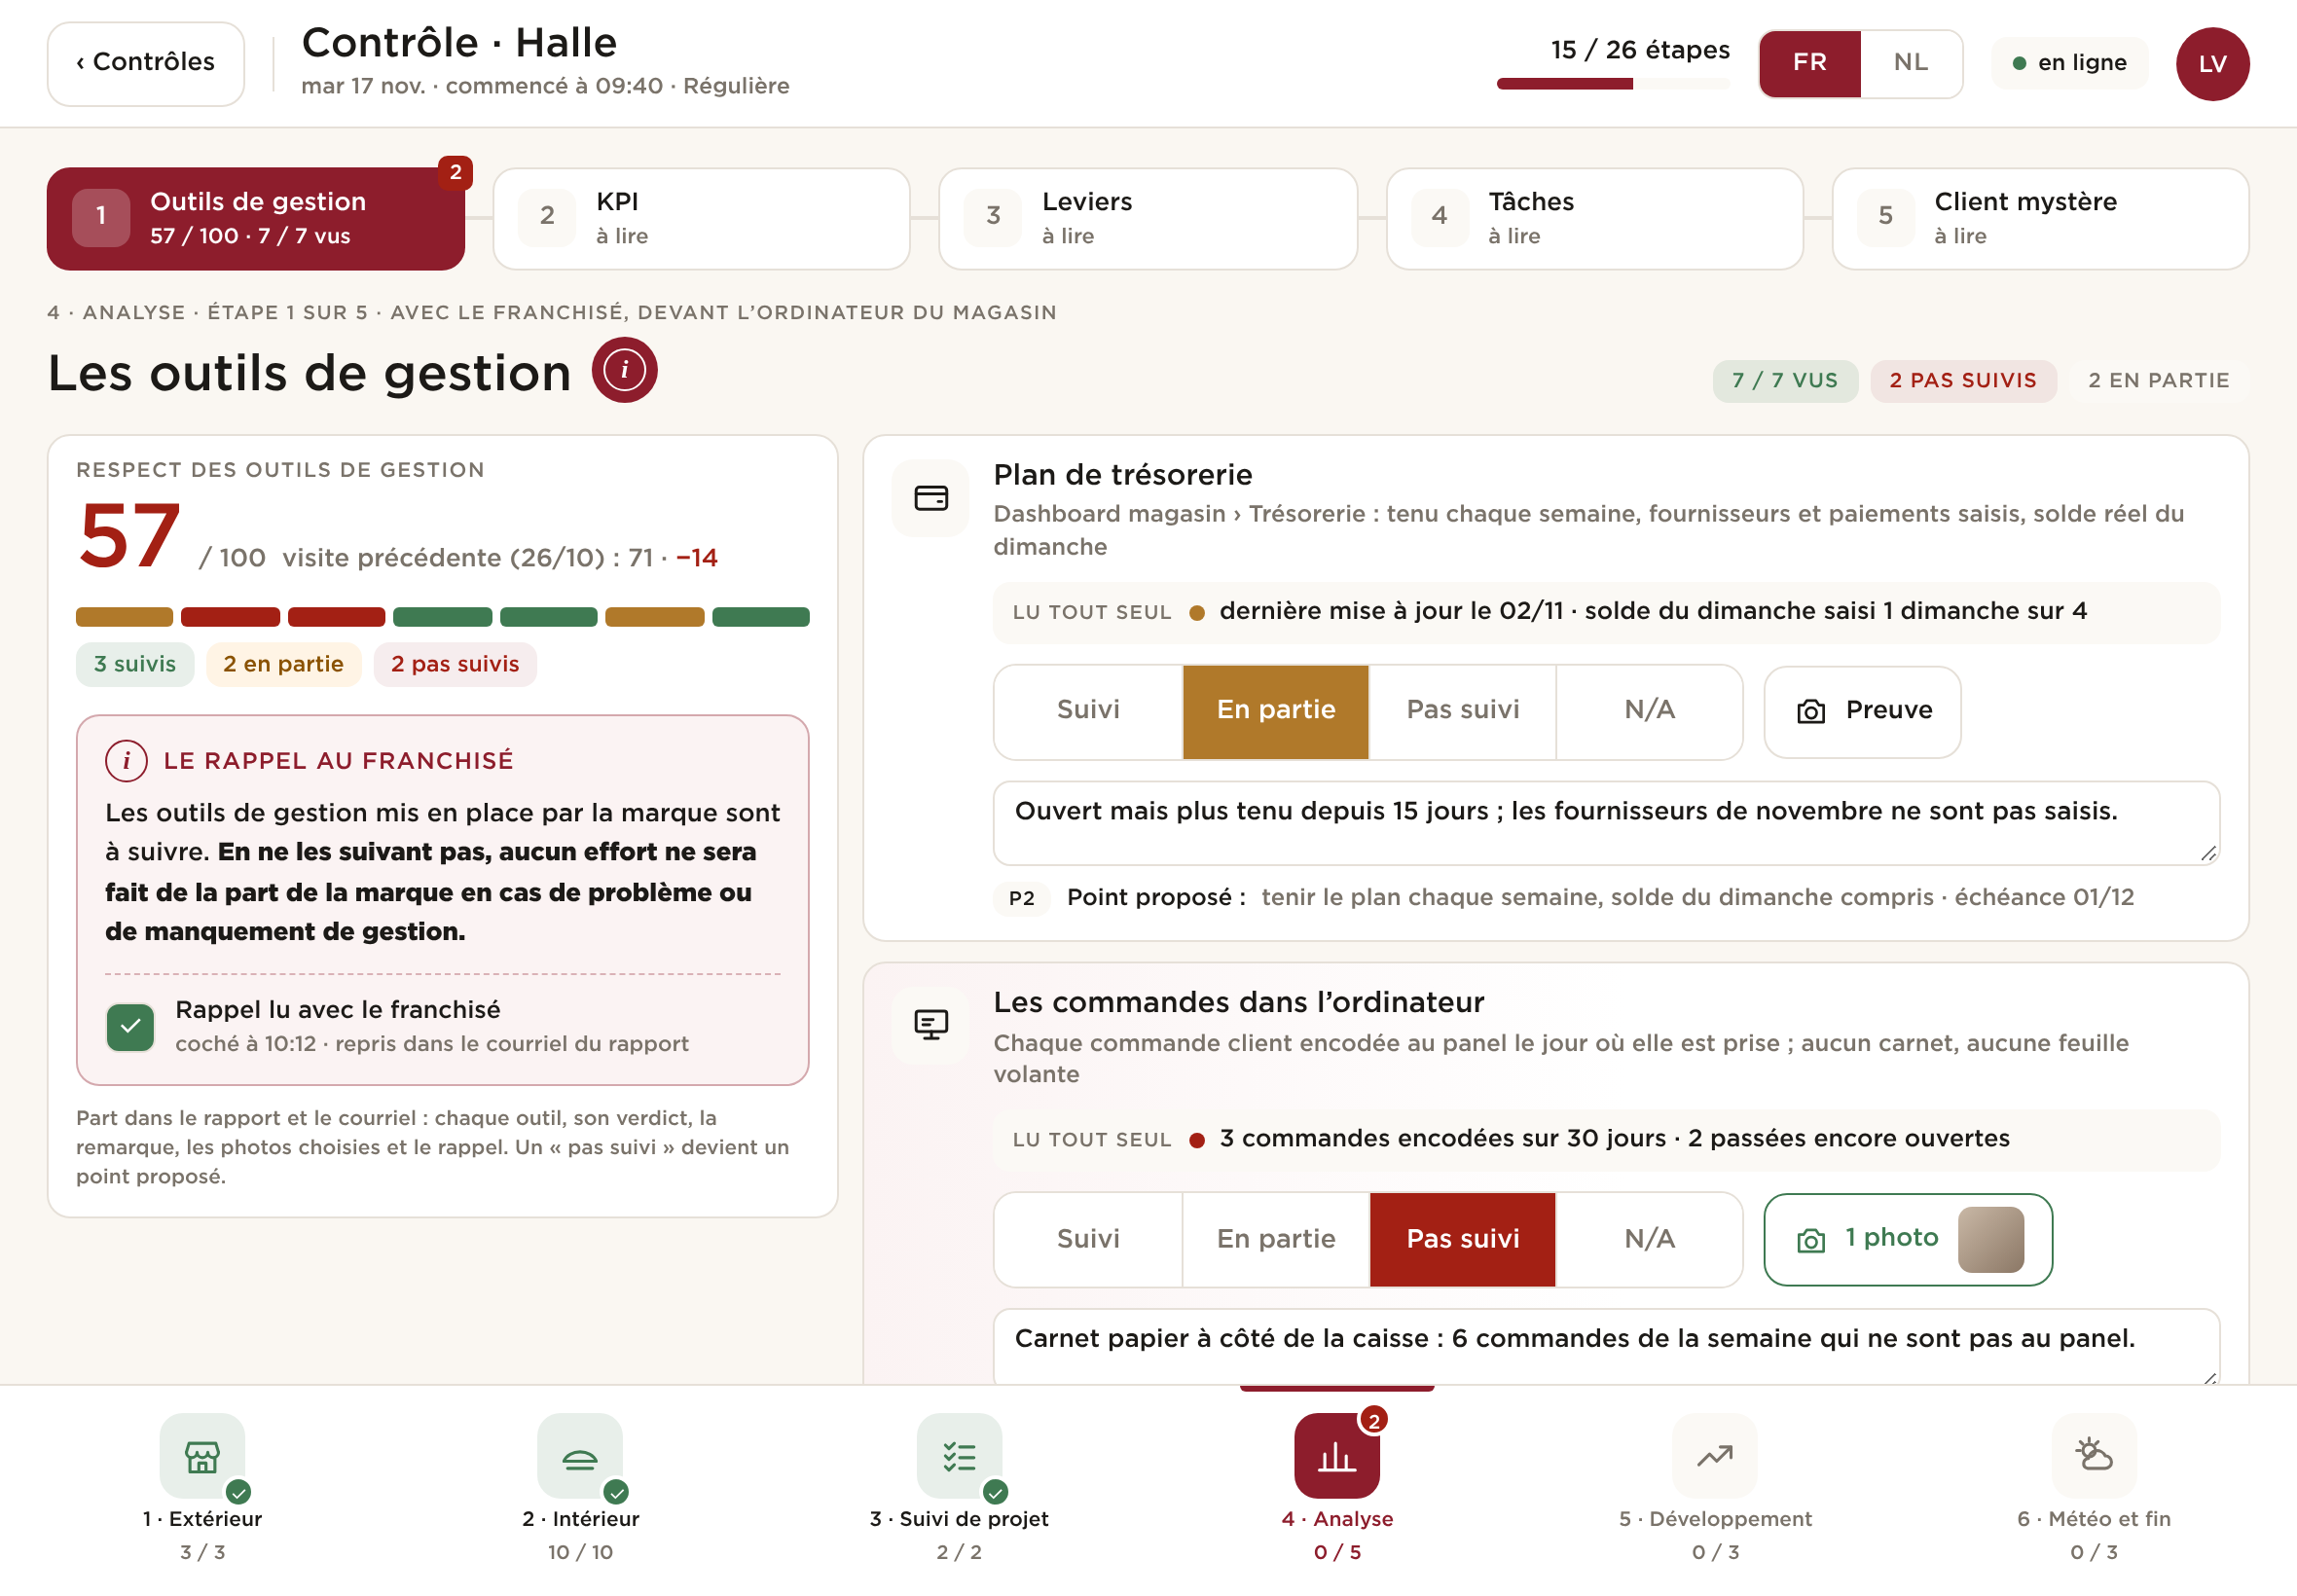 ‹ Contrôles
Contrôle · Halle
mar 17 nov. · commencé à 09:40 · Régulière
15 / 26 étapes
FR
NL
en ligne
LV
1
Outils de gestion
57 / 100 · 7 / 7 vus
2
2
KPI
à lire
3
Leviers
à lire
4
Tâches
à lire
5
Client mystère
à lire
4 · ANALYSE · ÉTAPE 1 SUR 5 · AVEC LE FRANCHISÉ, DEVANT L’ORDINATEUR DU MAGASIN
Les outils de gestion
i
7 / 7 VUS
2 PAS SUIVIS
2 EN PARTIE
RESPECT DES OUTILS DE GESTION
57 / 100 visite précédente (26/10) : 71 · −14
3 suivis
2 en partie
2 pas suivis
i LE RAPPEL AU FRANCHISÉ
Les outils de gestion mis en place par la marque sont
à suivre. En ne les suivant pas, aucun effort ne sera
fait de la part de la marque en cas de problème ou
de manquement de gestion.
Rappel lu avec le franchisé
coché à 10:12 · repris dans le courriel du rapport
Part dans le rapport et le courriel : chaque outil, son verdict, la
remarque, les photos choisies et le rappel. Un « pas suivi » devient un
point proposé.
Plan de trésorerie
Dashboard magasin › Trésorerie : tenu chaque semaine, fournisseurs et paiements saisis, solde réel du
dimanche
LU TOUT SEUL dernière mise à jour le 02/11 · solde du dimanche saisi 1 dimanche sur 4
Suivi
En partie
Pas suivi
N/A
Preuve
Ouvert mais plus tenu depuis 15 jours ; les fournisseurs de novembre ne sont pas saisis.
P2 Point proposé : tenir le plan chaque semaine, solde du dimanche compris · échéance 01/12
Les commandes dans l’ordinateur
Chaque commande client encodée au panel le jour où elle est prise ; aucun carnet, aucune feuille
volante
LU TOUT SEUL 3 commandes encodées sur 30 jours · 2 passées encore ouvertes
Suivi
En partie
Pas suivi
N/A
1 photo
Carnet papier à côté de la caisse : 6 commandes de la semaine qui ne sont pas au panel.
1 · Extérieur
3 / 3
2 · Intérieur
10 / 10
3 · Suivi de projet
2 / 2
2
4 · Analyse
0 / 5
5 · Développement
0 / 3
6 · Météo et fin
0 / 3